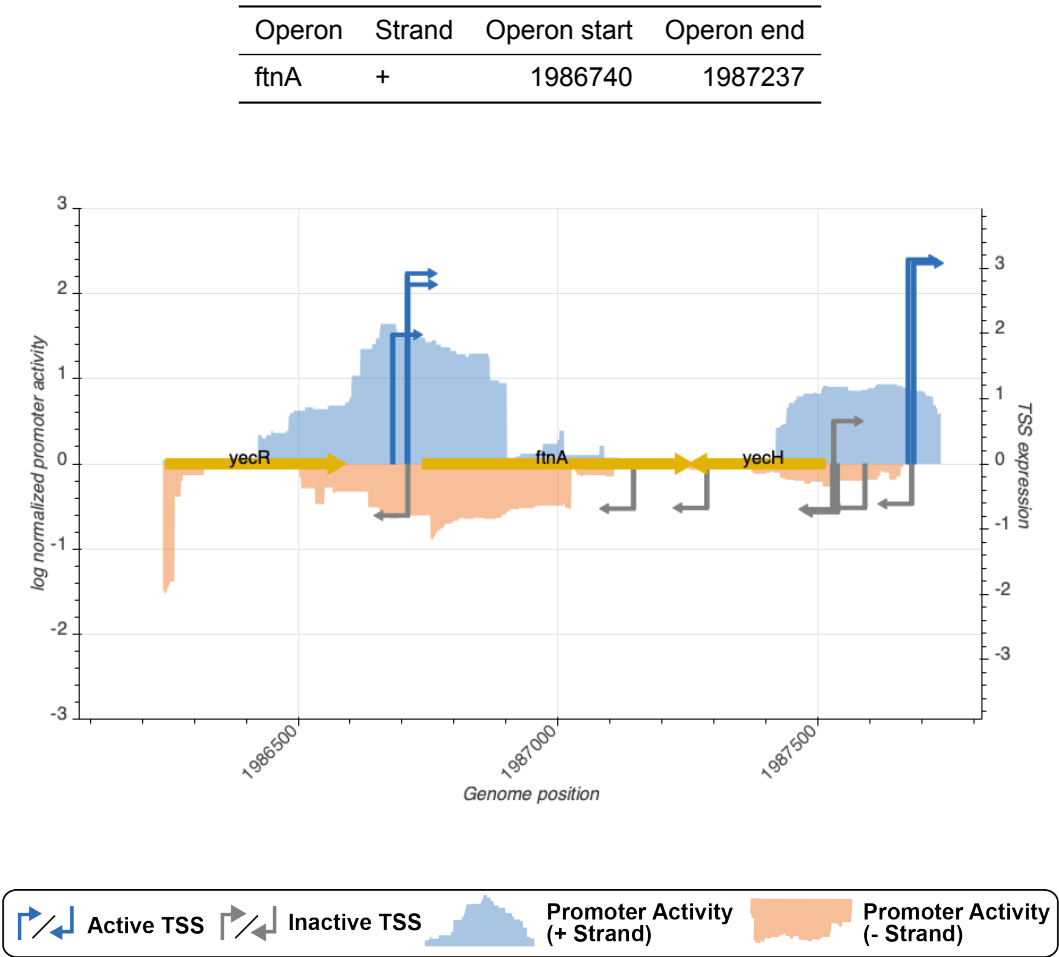 Operon Strand Operon start Operon end
ftnA + 1986740 1987237
3
2
1
0
-1
-2
-3
log normalized promoter activity
3
2
1
0
-1
-2
-3
TSS expression
yecR ftnA yecH
1986500 1987000 1987500
Genome position
Active TSS Inactive TSS Promoter Activity (+ Strand) Promoter Activity (- Strand)